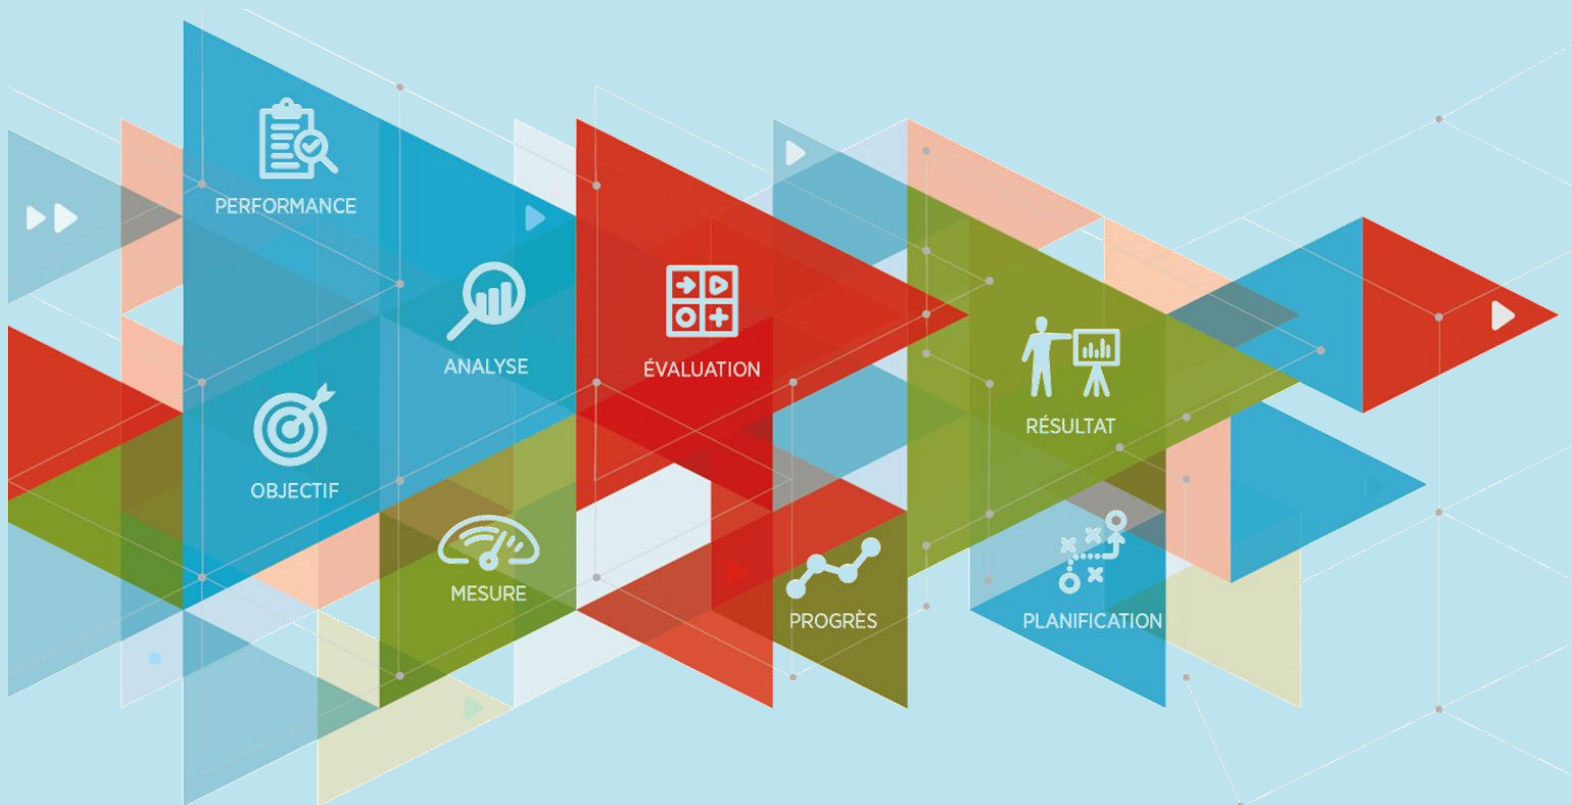 PERFORMANCE
ANALYSE
ÉVALUATION
RÉSULTAT
OBJECTIF
MESURE
PROGRÈS
PLANIFICATION